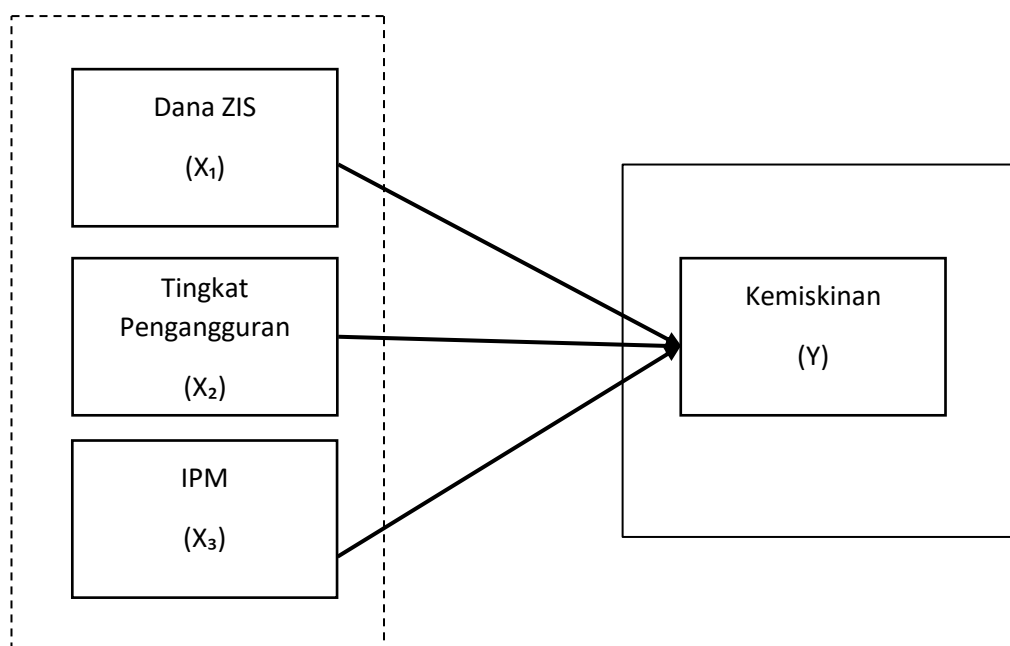 Dana ZIS
(X₁)
Tingkat
Pengangguran
(X₂)
IPM
(X₃)
Kemiskinan
(Y)